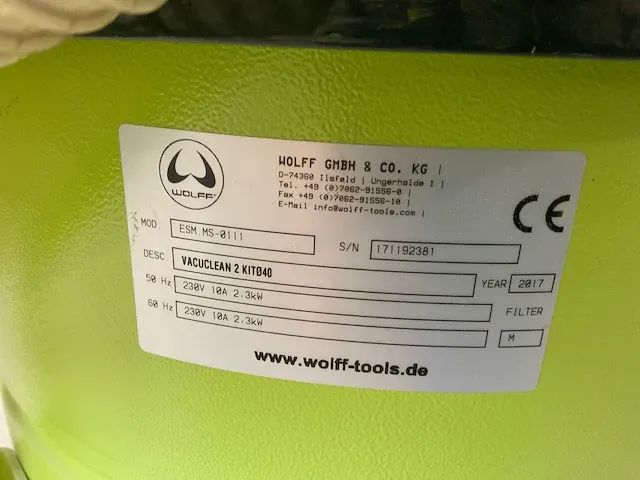 WOLFF GMBH & CO. KG |
D-74360 Ilsfeld | Ungerhalde 1 |
Tel. +49 (0)7062-91556-0 |
Fax +49 (0)7062-91556-10 |
E-Mail info@wolff-tools.com |
WOLFF®
CE
MOD. ESM.MS-0111 S/N 171192381
DESC. VACUCLEAN 2 KITØ40 YEAR 2017
50 Hz 230V 10A 2.3kW FILTER
60 Hz 230V 10A 2.3kW M
www.wolff-tools.de